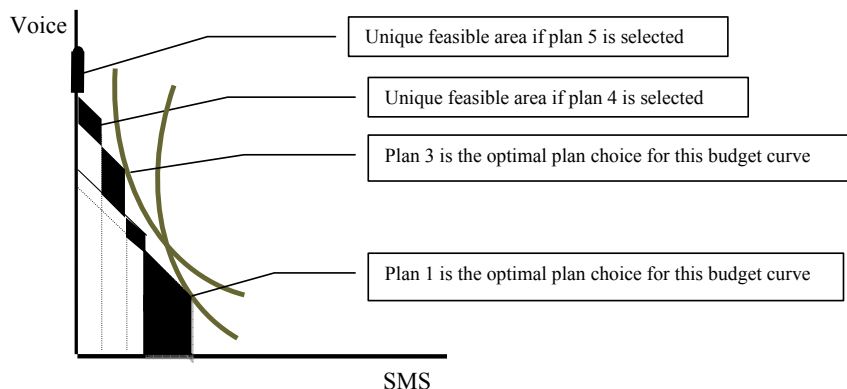 Voice
Unique feasible area if plan 5 is selected
Unique feasible area if plan 4 is selected
Plan 3 is the optimal plan choice for this budget curve
Plan 1 is the optimal plan choice for this budget curve
SMS